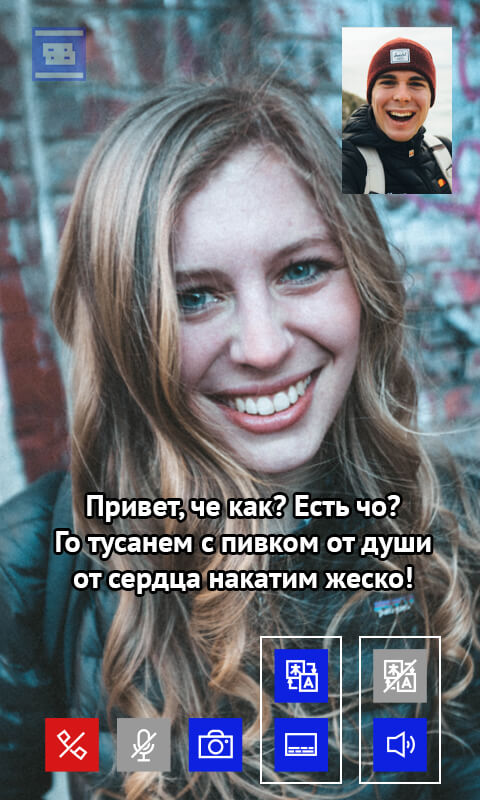 Привет, че как? Есть чо?
Го тусанем с пивком от души
от сердца накатим жеско!